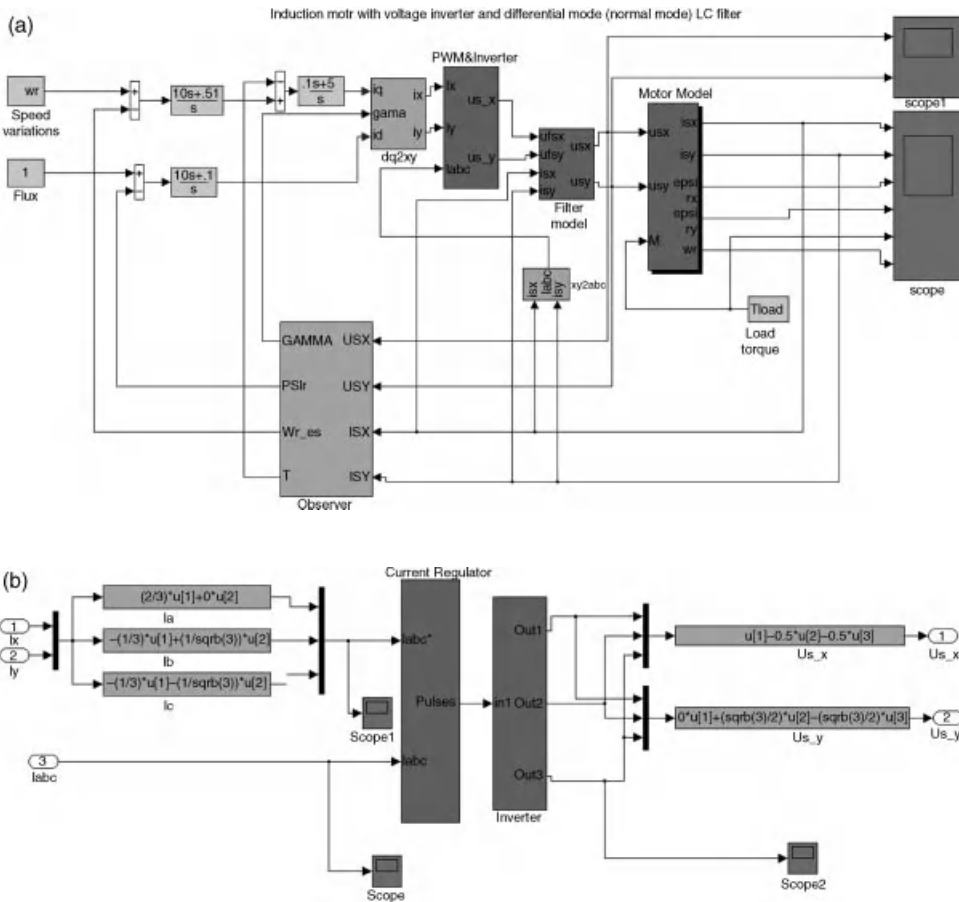 Induction motr with voltage inverter and differential mode (normal mode) LC filter
(a)
wr
Speed
variations
1
Flux
+
−
+
−
10s+.51
s
10s+.1
s
−
+
.1s+5
s
iq
gama
id
ix
iy
dq2xy
PWM&Inverter
Ix
Iy
Iabc
us_x
us_y
ufsx
ufsy
isx
isy
usx
usy
Filter
model
isx
Iabc
isy
xy2abc
Motor Model
usx
usy
M
isx
isy
epsi
rx
epsi
ry
wr
scope1
scope
Tload
Load
torque
GAMMA
PSIr
Wr_es
T
USX
USY
ISX
ISY
Observer
(b)
1
Ix
2
Iy
(2/3)*u[1]+0*u[2]
Ia
−(1/3)*u[1]+(1/sqrb(3))*u[2]
Ib
−(1/3)*u[1]−(1/sqrb(3))*u[2]
Ic
3
Iabc
Scope1
Scope
Current Regulator
Iabc*
Iabc
Pulses
in1
Out1
Out2
Out3
Inverter
u[1]−0.5*u[2]−0.5*u[3]
Us_x
1
Us_x
0*u[1]+(sqrb(3)/2)*u[2]−(sqrb(3)/2)*u[3]
Us_y
2
Us_y
Scope2